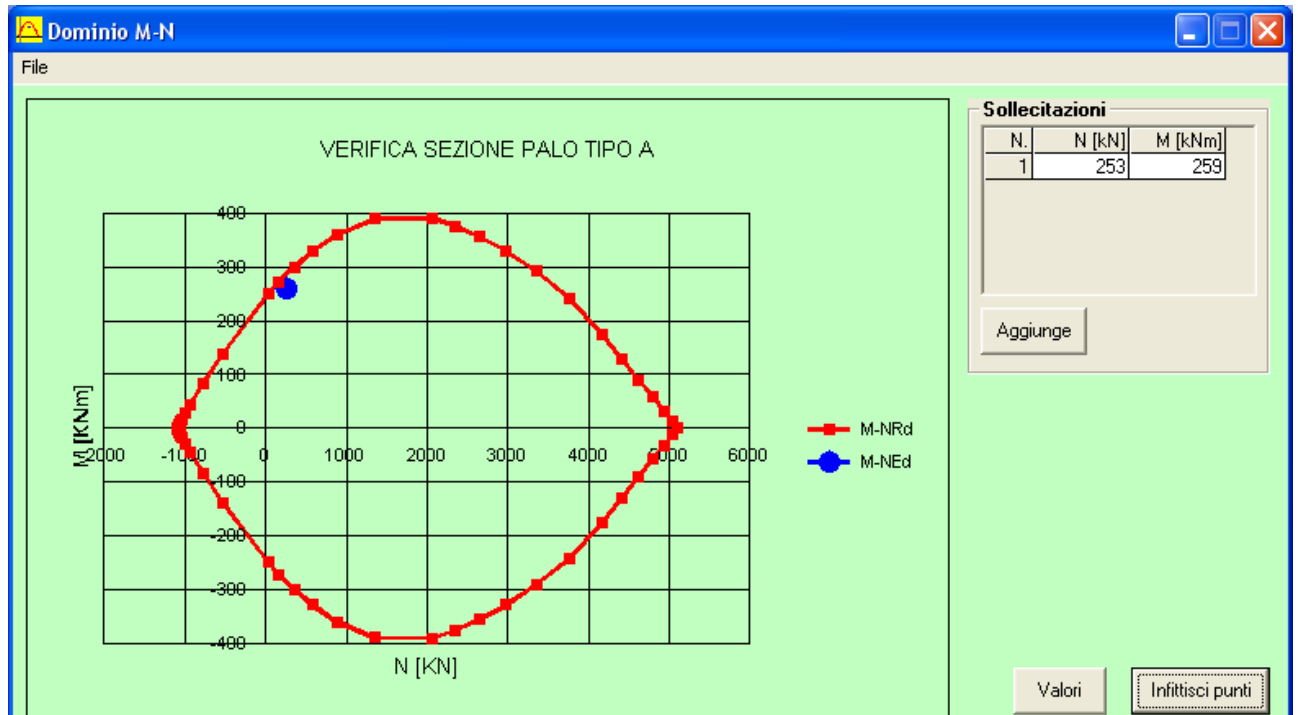 Dominio M-N
File
VERIFICA SEZIONE PALO TIPO A
400
300
200
100
0
-100
-200
-300
-400
M [KNm]
-2000 -1000 0 1000 2000 3000 4000 5000 6000
N [KN]
M-NRd
M-NEd
Sollecitazioni
N. N [kN] M [kNm]
1 253 259
Aggiunge
Valori
Infittisci punti